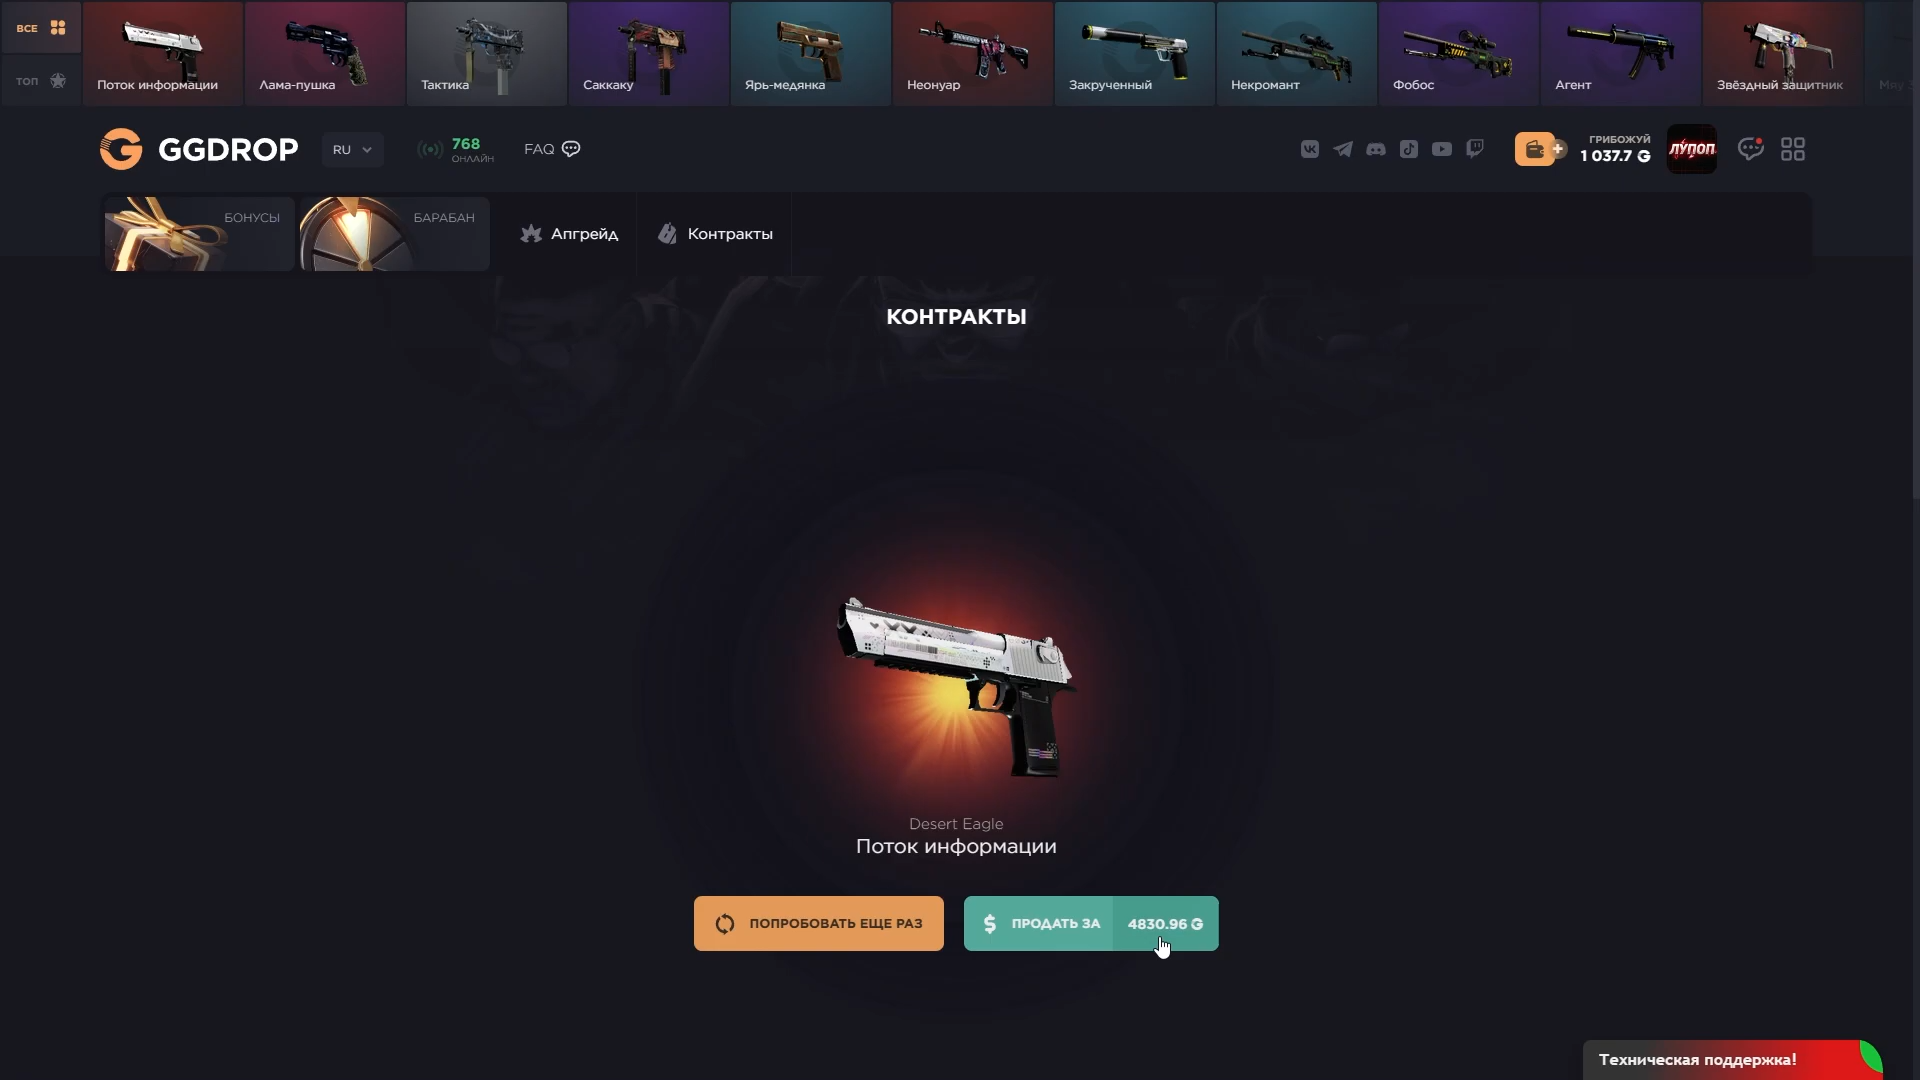 ВСЕ
ТОП
Поток информации
Лама-пушка
Тактика
Саккаку
Ярь-медянка
Неонуар
Закрученный
Некромант
Фобос
Агент
Звёздный защитник
Мяу
GGDROP
RU
768
ОНЛАЙН
FAQ
ГРИБОЖУЙ
1 037.7 G
ЛУПОП
БОНУСЫ
БАРАБАН
Апгрейд
Контракты
КОНТРАКТЫ
Desert Eagle
Поток информации
ПОПРОБОВАТЬ ЕЩЕ РАЗ
$ ПРОДАТЬ ЗА 4830.96 G
Техническая поддержка!